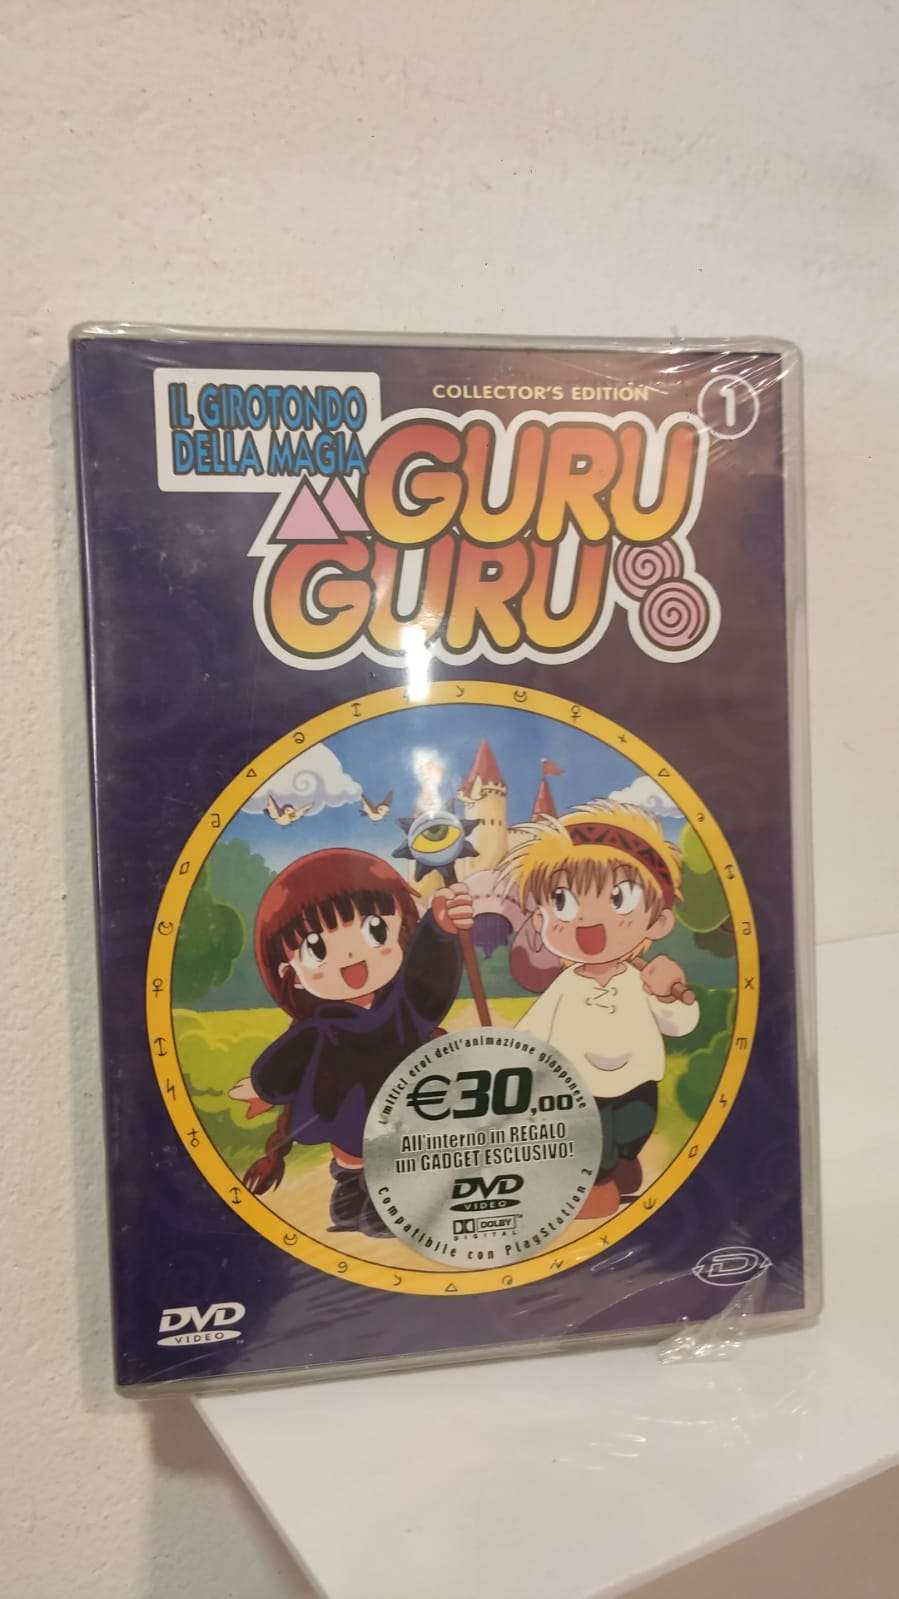 COLLECTOR'S EDITION
1
IL GIROTONDO
DELLA MAGIA
GURU
GURU
mitici eroi dell'animazione giapponese
€30,00
All'interno in REGALO
un GADGET ESCLUSIVO!
DVD
VIDEO
DOLBY
DIGITAL
Compatibile con PlayStation 2
D
DVD
VIDEO